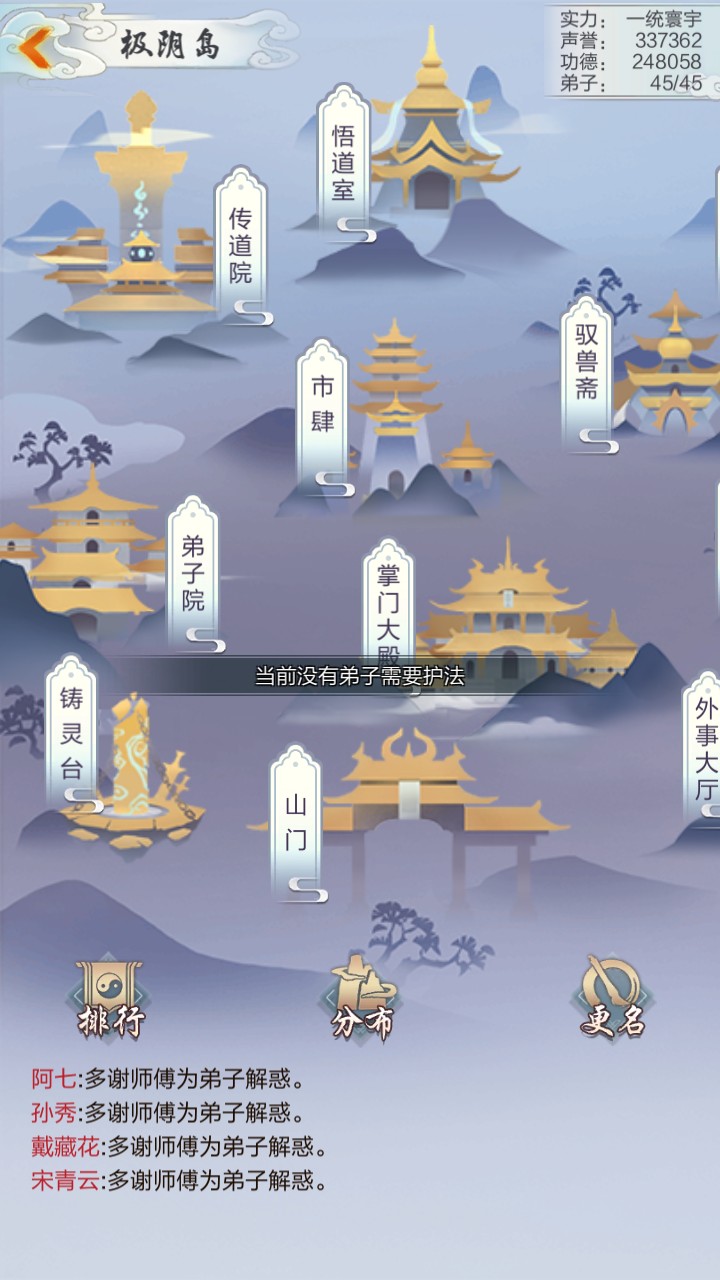 极阴岛
实力： 一统寰宇
声誉： 337362
功德： 248058
弟子： 45/45
悟道室
传道院
驭兽斋
市肆
弟子院
掌门大殿
当前没有弟子需要护法
铸灵台
外事大厅
山门
排行
分布
更名
阿七:多谢师傅为弟子解惑。
孙秀:多谢师傅为弟子解惑。
戴藏花:多谢师傅为弟子解惑。
宋青云:多谢师傅为弟子解惑。